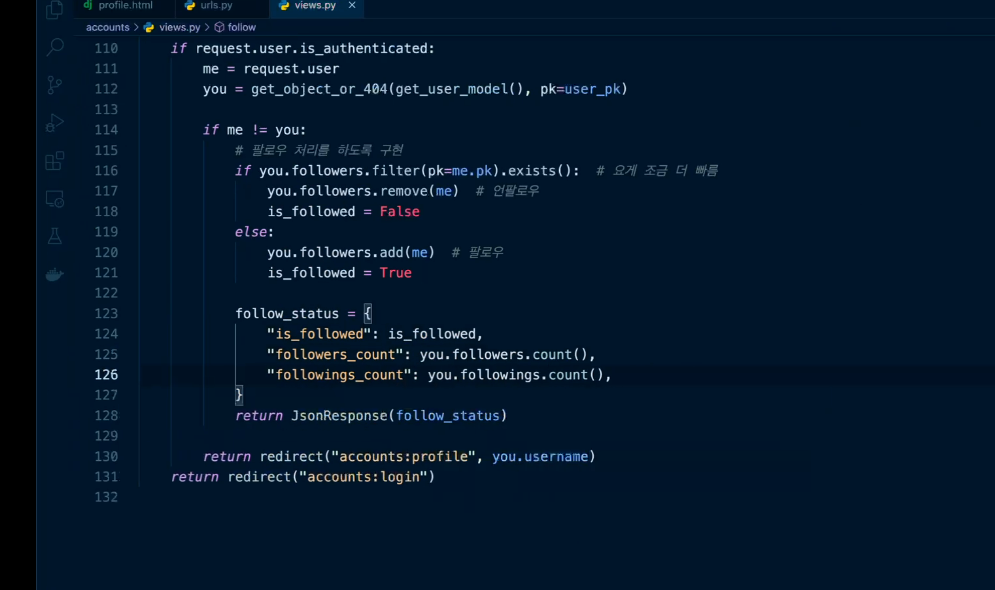 profile.html urls.py views.py
accounts > views.py > follow
110 if request.user.is_authenticated:
111 me = request.user
112 you = get_object_or_404(get_user_model(), pk=user_pk)
113
114 if me != you:
115 # 팔로우 처리를 하도록 구현
116 if you.followers.filter(pk=me.pk).exists():  # 요게 조금 더 빠름
117 you.followers.remove(me)  # 언팔로우
118 is_followed = False
119 else:
120 you.followers.add(me)  # 팔로우
121 is_followed = True
122
123 follow_status = {
124 "is_followed": is_followed,
125 "followers_count": you.followers.count(),
126 "followings_count": you.followings.count(),
127 }
128 return JsonResponse(follow_status)
129
130 return redirect("accounts:profile", you.username)
131 return redirect("accounts:login")
132